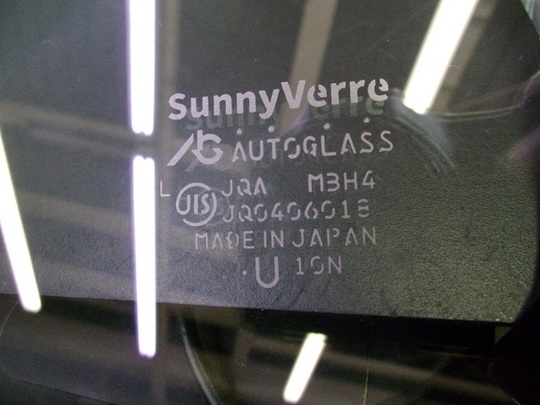 SunnyVerre
AG AUTOGLASS
L JIS JQA M3H4
JQ0406018
MADE IN JAPAN
U 10N